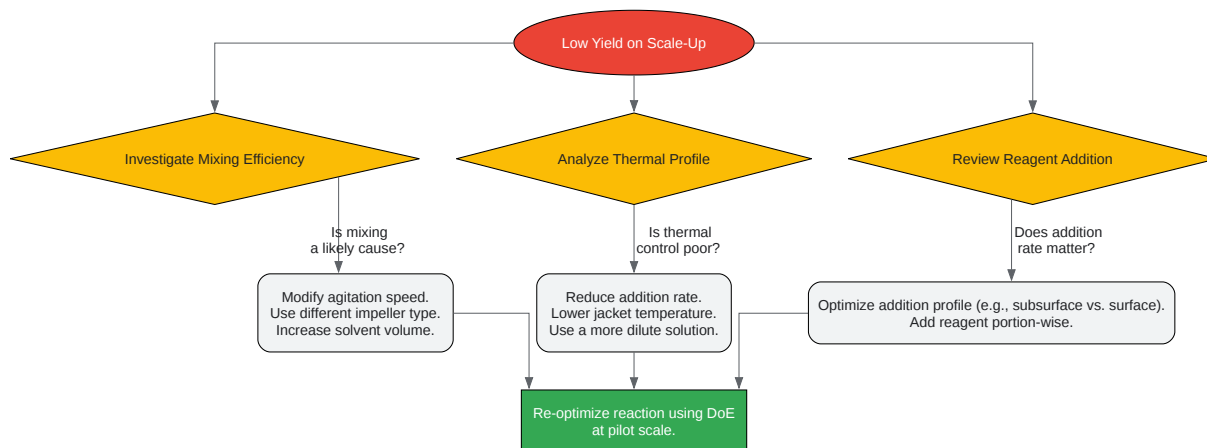 Low Yield on Scale-Up
Investigate Mixing Efficiency
Analyze Thermal Profile
Review Reagent Addition
Is mixing
a likely cause?
Is thermal
control poor?
Does addition
rate matter?
Modify agitation speed.
Use different impeller type.
Increase solvent volume.
Reduce addition rate.
Lower jacket temperature.
Use a more dilute solution.
Optimize addition profile (e.g., subsurface vs. surface).
Add reagent portion-wise.
Re-optimize reaction using DoE
at pilot scale.